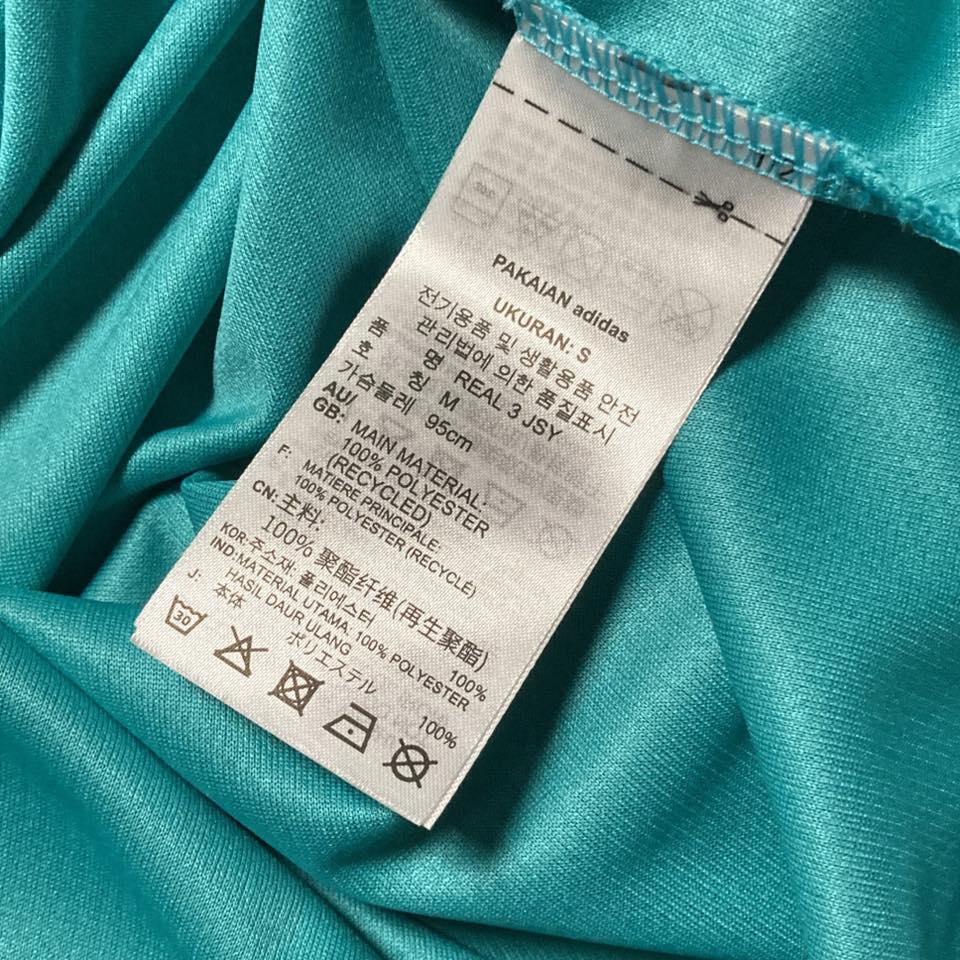 1/2
PAKAIAN adidas
UKURAN: S
전기용품 및 생활용품 안전
관리법에 의한 품질표시
품 명 REAL 3 JSY
호 칭 M
가슴둘레 95cm
AU/
GB: MAIN MATERIAL:
100% POLYESTER
(RECYCLED)
F: MATIERE PRINCIPALE:
100% POLYESTER (RECYCLÉ)
CN: 主料:
100% 聚酯纤维(再生聚酯)
KOR:주소재: 폴리에스터 100%
IND:MATERIAL UTAMA, 100% POLYESTER
HASIL DAUR ULANG
J: 本体
ポリエステル 100%
30